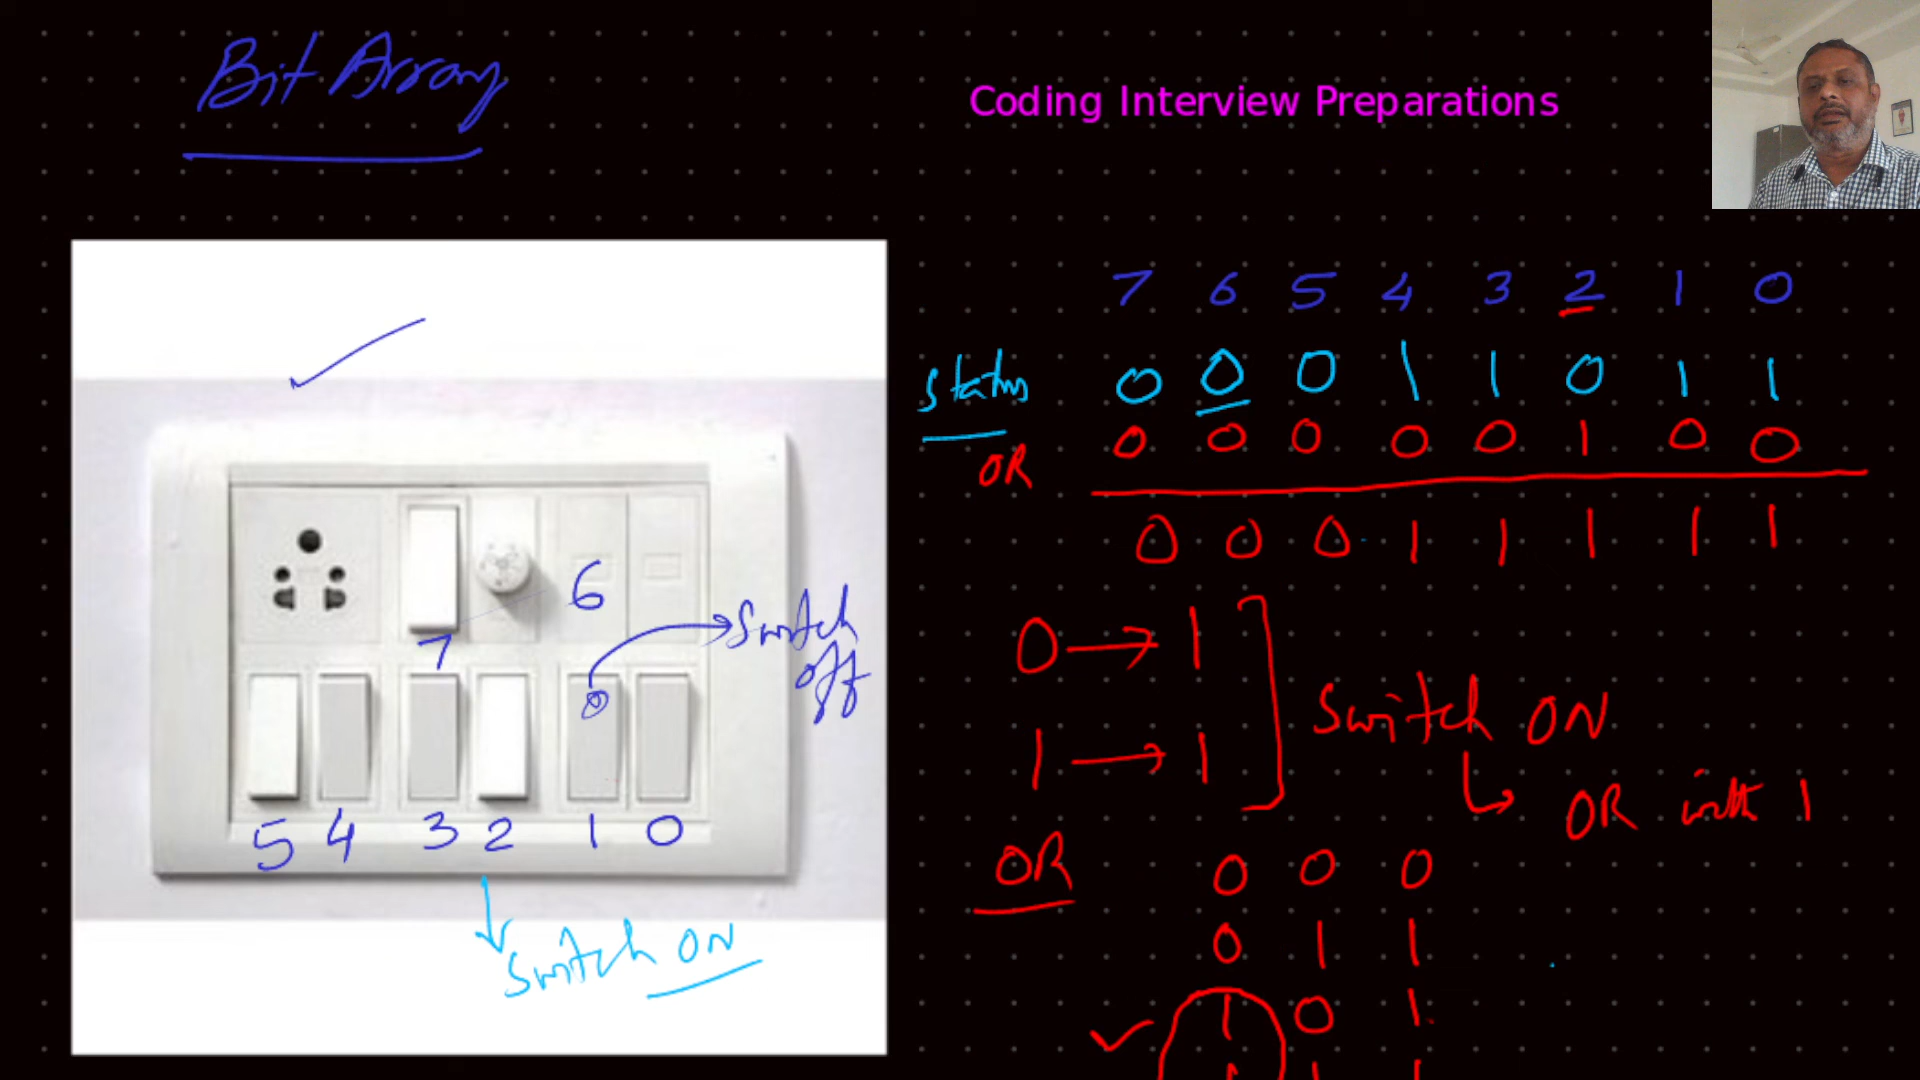 Bit Array
Coding Interview Preparations
7 6 5 4 3 2 1 0
status 0 0 0 1 1 0 1 1
OR 0 0 0 0 0 1 0 0
0 0 0 1 1 1 1 1
6
7
Switch
off
5 4 3 2 1 0
Switch ON
0 → 1
1 → 1
Switch ON
OR with 1
OR 0 0 0
0 1 1
1 0 1
1 1 1